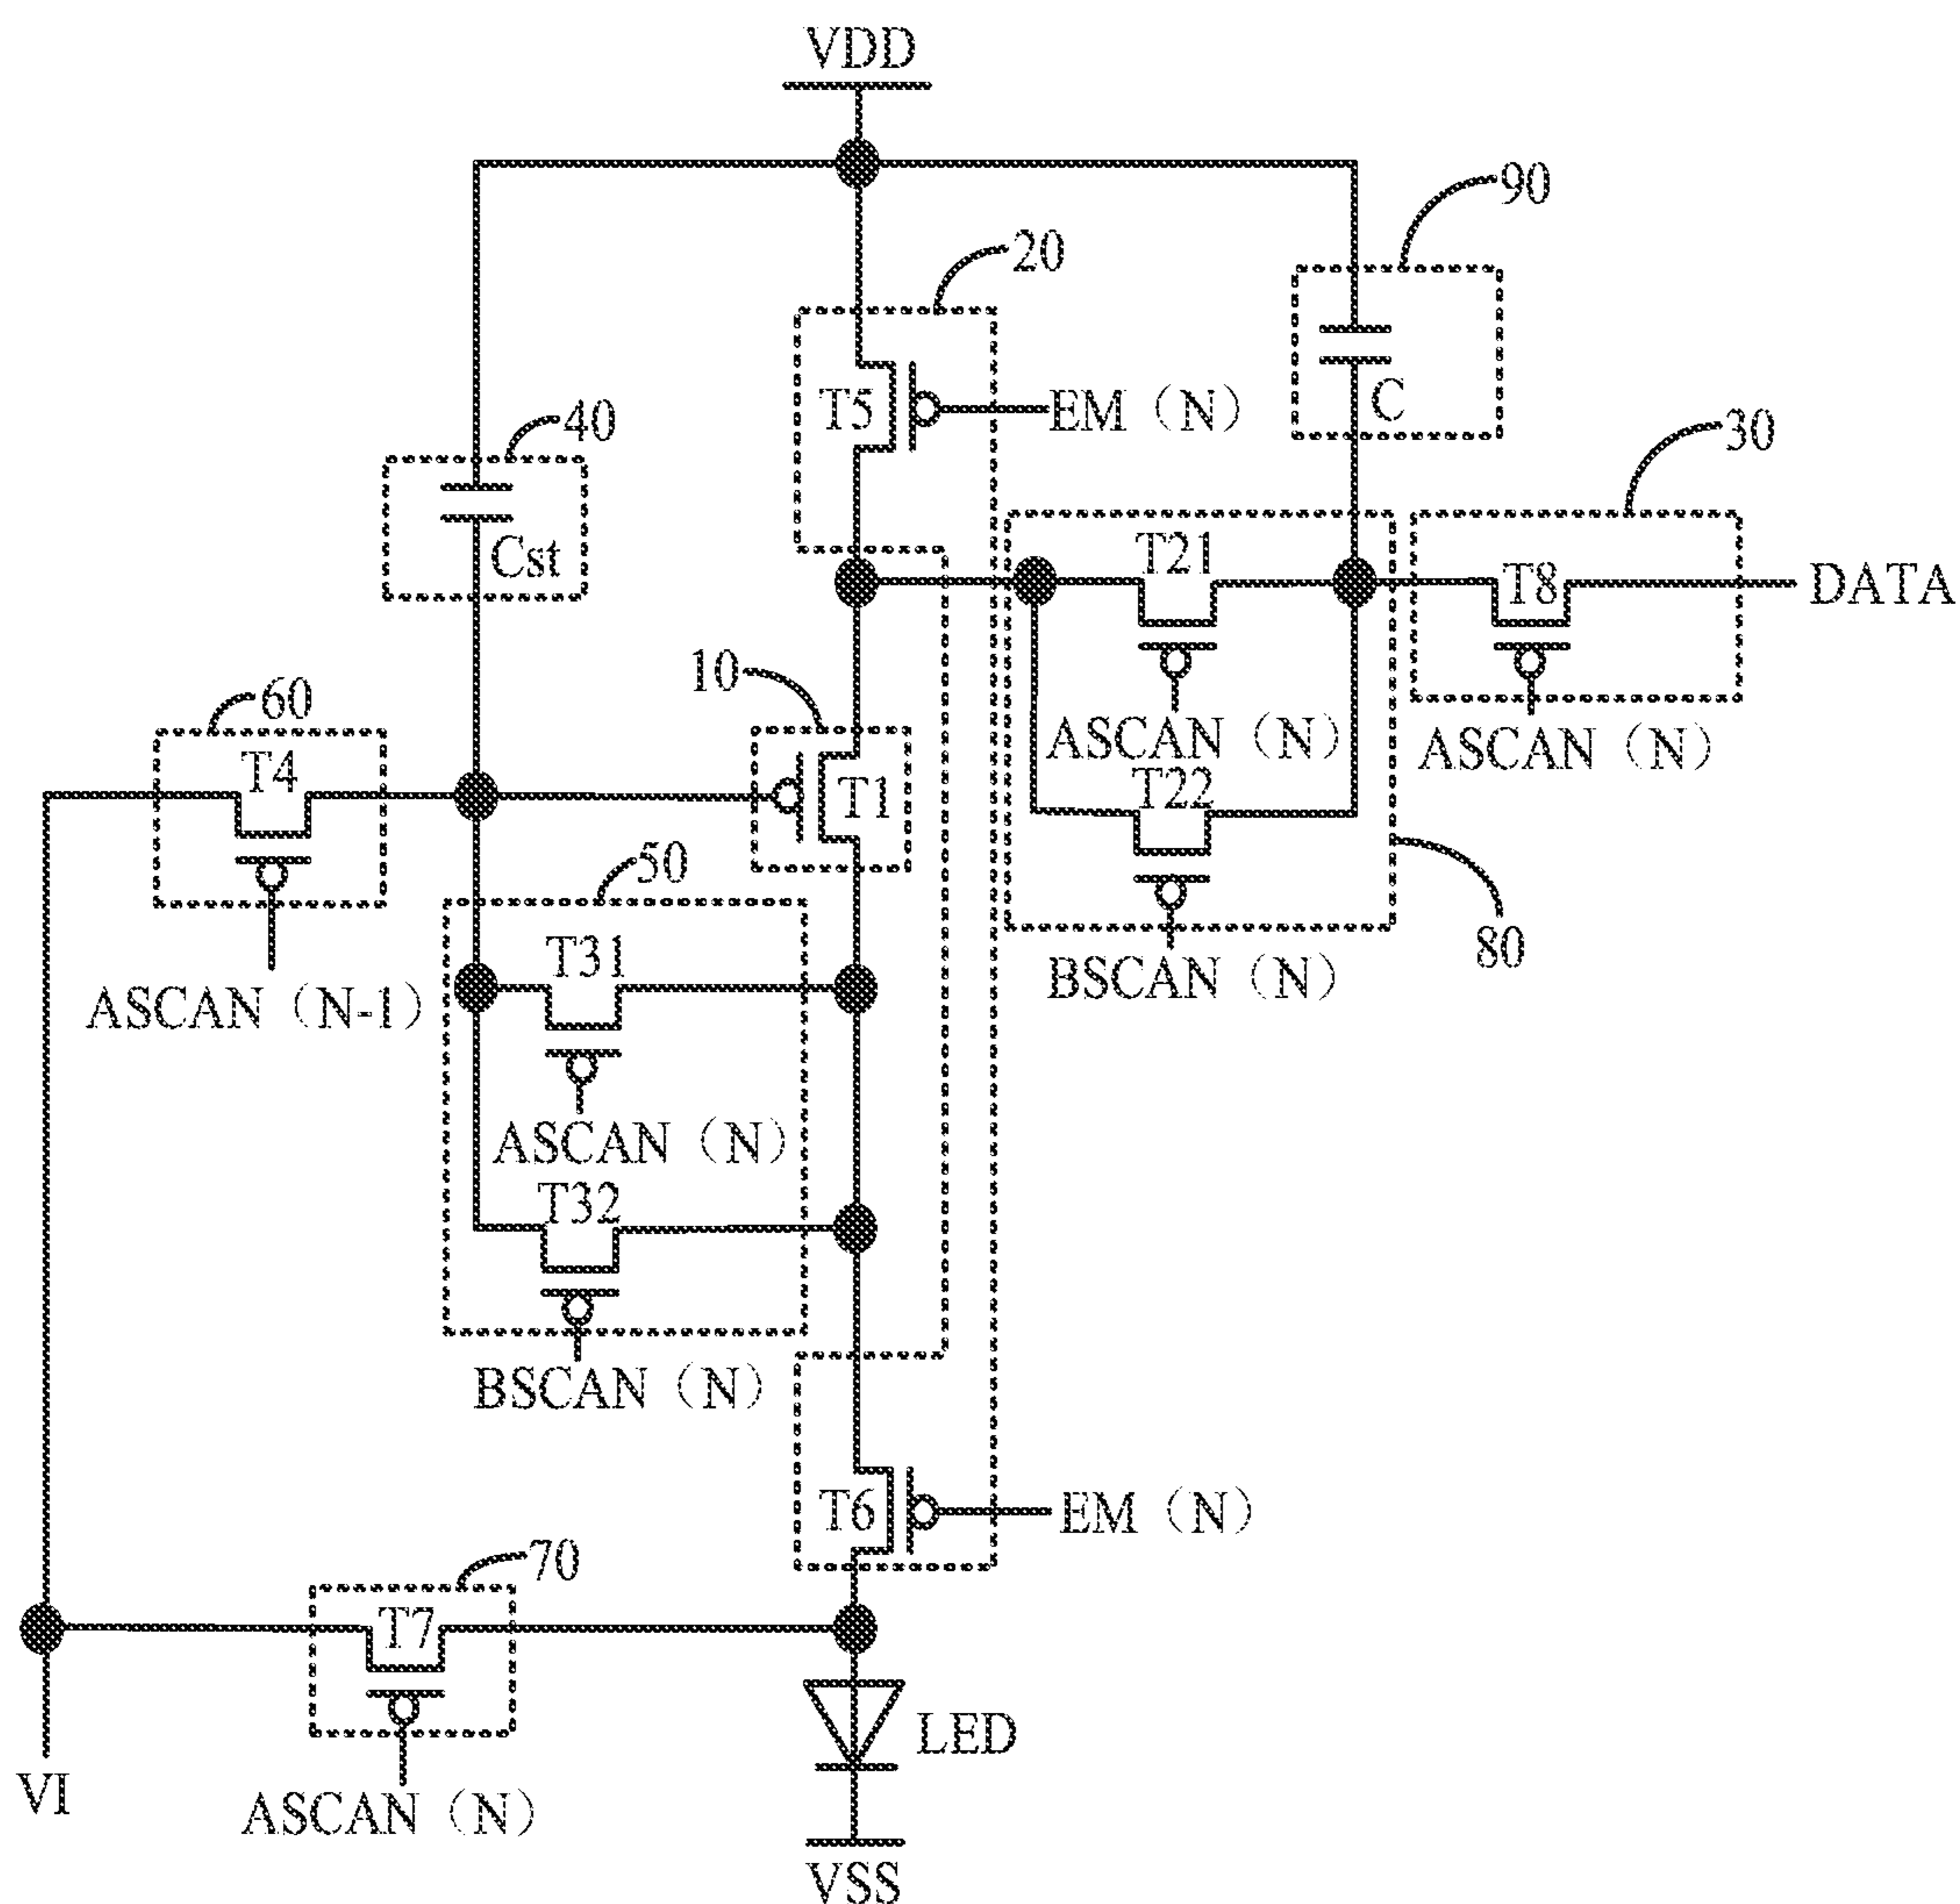 VDD
90
20
T5
EM（N）
C
40
30
Cst
T21
T8
DATA
10
60
T4
T1
ASCAN（N）
ASCAN（N）
T22
50
80
T31
BSCAN（N）
ASCAN（N-1）
ASCAN（N）
T32
BSCAN（N）
T6
EM（N）
70
T7
LED
VI
ASCAN（N）
VSS